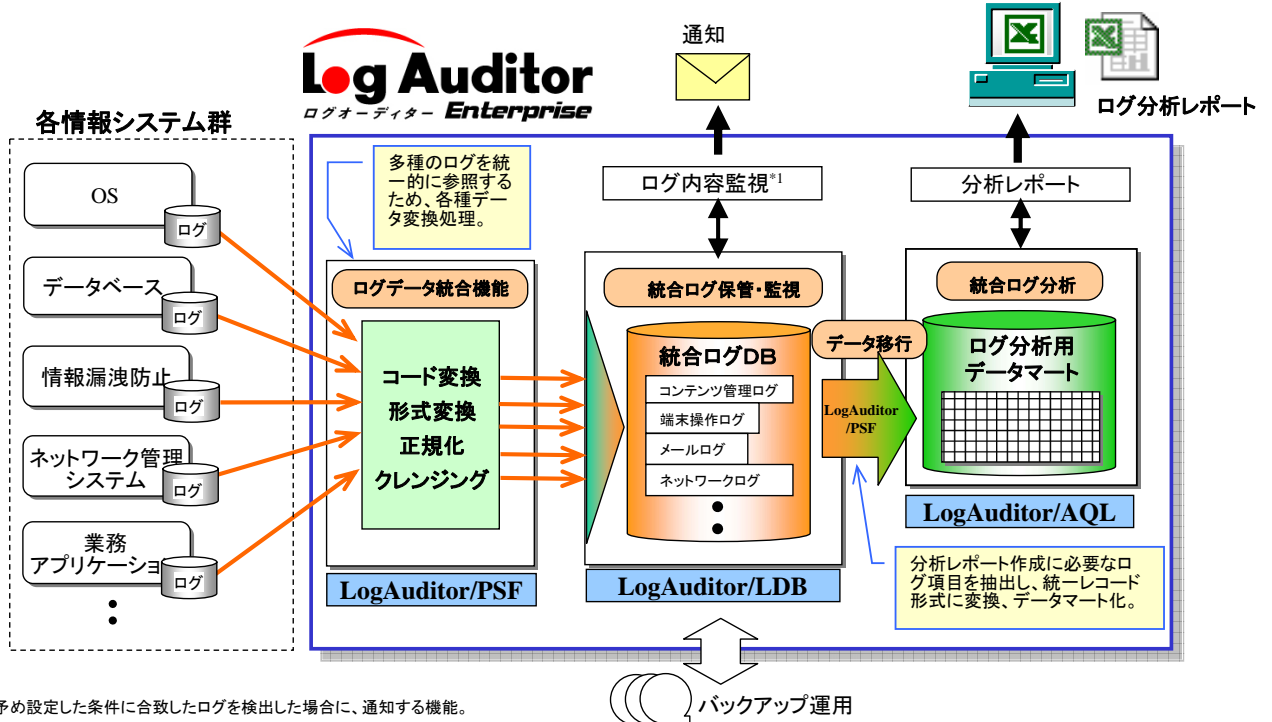 Log Auditor
ログオーディター Enterprise
通知
ログ分析レポート
各情報システム群
OS
ログ
データベース
ログ
情報漏洩防止
ログ
ネットワーク管理
システム
ログ
業務
アプリケーション
ログ
多種のログを統
一的に参照する
ため、各種デー
タ変換処理。
ログデータ統合機能
コード変換
形式変換
正規化
クレンジング
LogAuditor/PSF
ログ内容監視*1
統合ログ保管・監視
統合ログDB
コンテンツ管理ログ
端末操作ログ
メールログ
ネットワークログ
LogAuditor/LDB
データ移行
LogAuditor
/PSF
分析レポート
統合ログ分析
ログ分析用
データマート
LogAuditor/AQL
分析レポート作成に必要なロ
グ項目を抽出し、統一レコード
形式に変換、データマート化。
バックアップ運用
予め設定した条件に合致したログを検出した場合に、通知する機能。